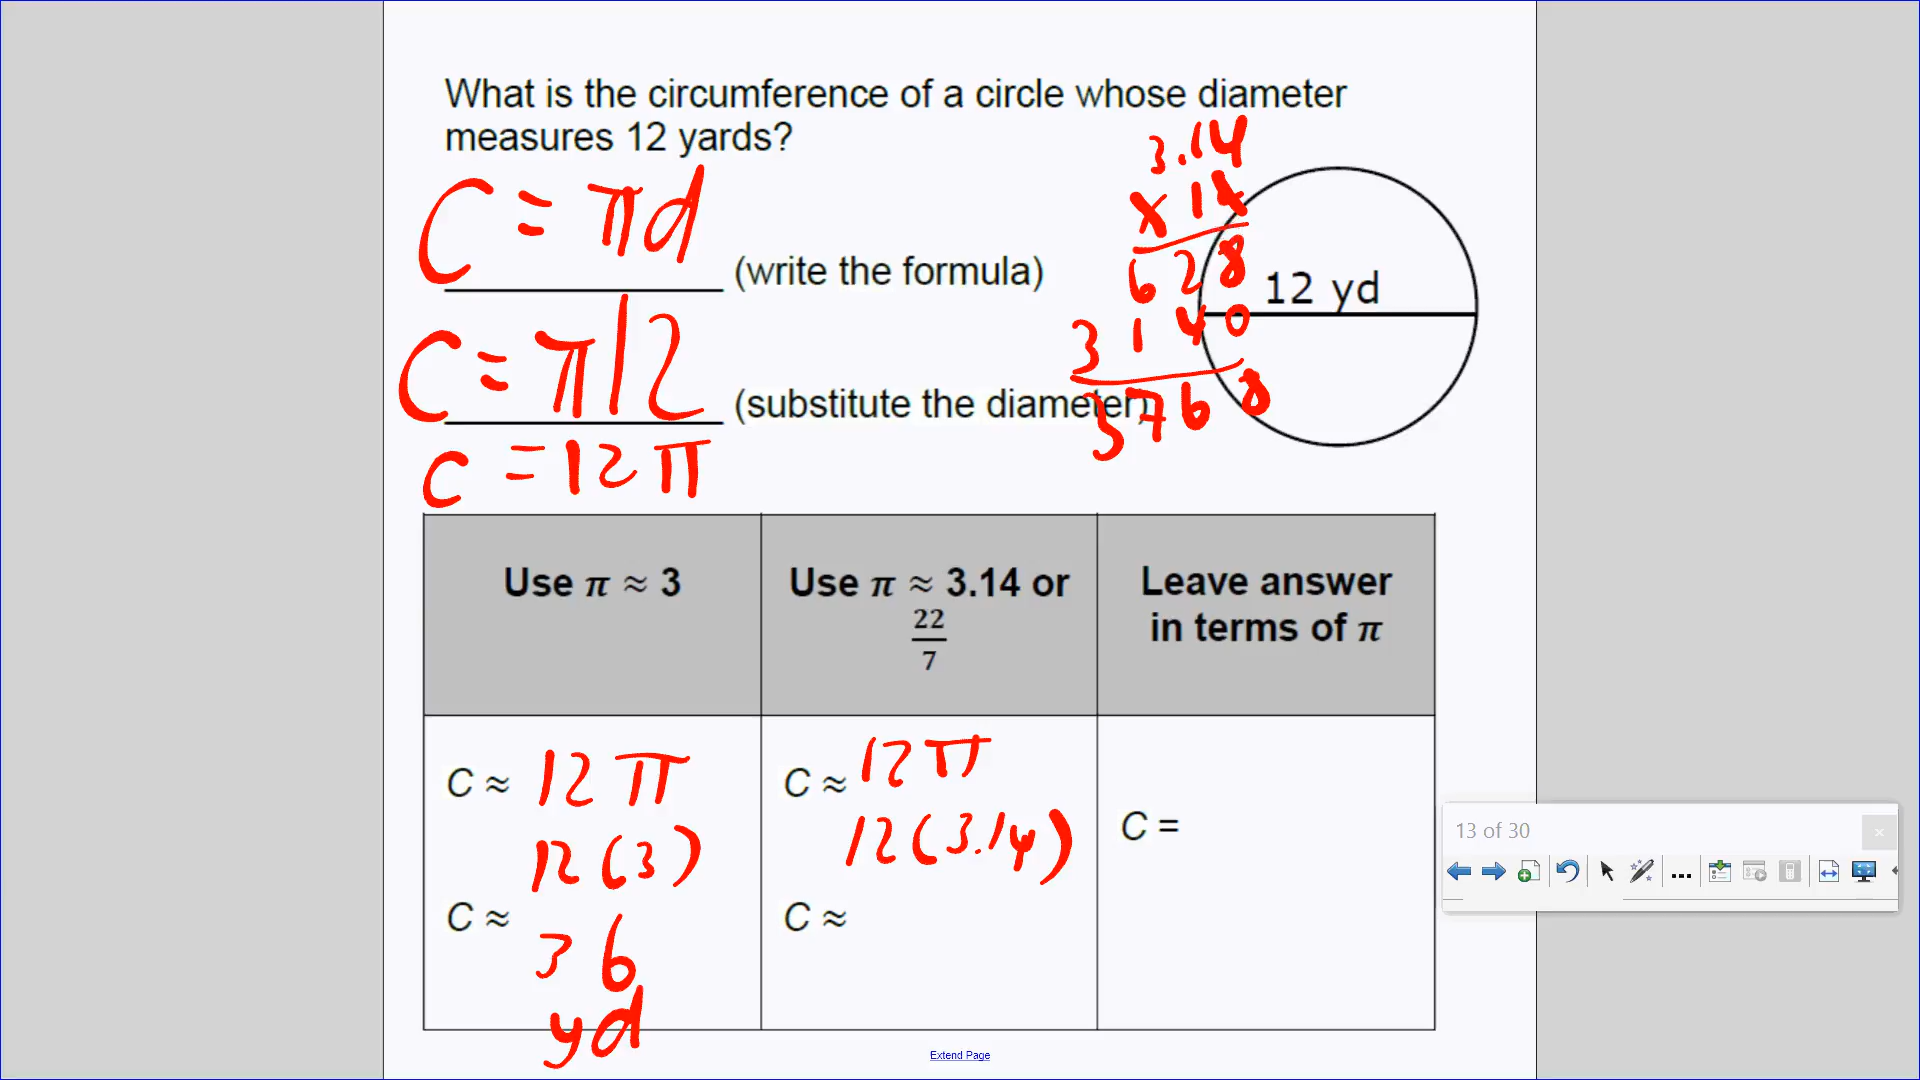 What is the circumference of a circle whose diameter
measures 12 yards?
C = πd
(write the formula)
C = π12
(substitute the diameter)
C = 12π
3.14
x 12
628
3140
3768
12 yd
Use π ≈ 3
Use π ≈ 3.14 or
22
7
Leave answer
in terms of π
C ≈ 12π
12(3)
C ≈ 36
yd
C ≈ 12π
12(3.14)
C ≈
C =
13 of 30
Extend Page